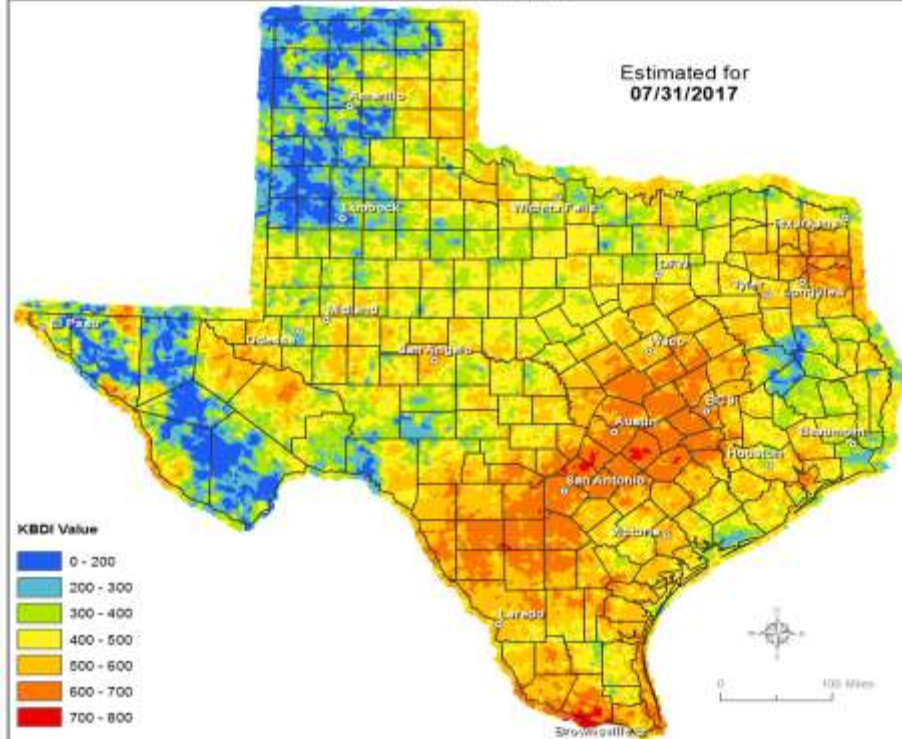 Estimated for
07/31/2017
Amarillo
Lubbock
Wichita Falls
Texarkana
DFW
Tyler
Longview
El Paso
Midland
Odessa
San Angelo
Waco
BCS
Austin
Beaumont
Houston
San Antonio
Victoria
Laredo
Brownsville
KBDI Value
0 - 200
200 - 300
300 - 400
400 - 500
500 - 600
600 - 700
700 - 800
0 100 Miles